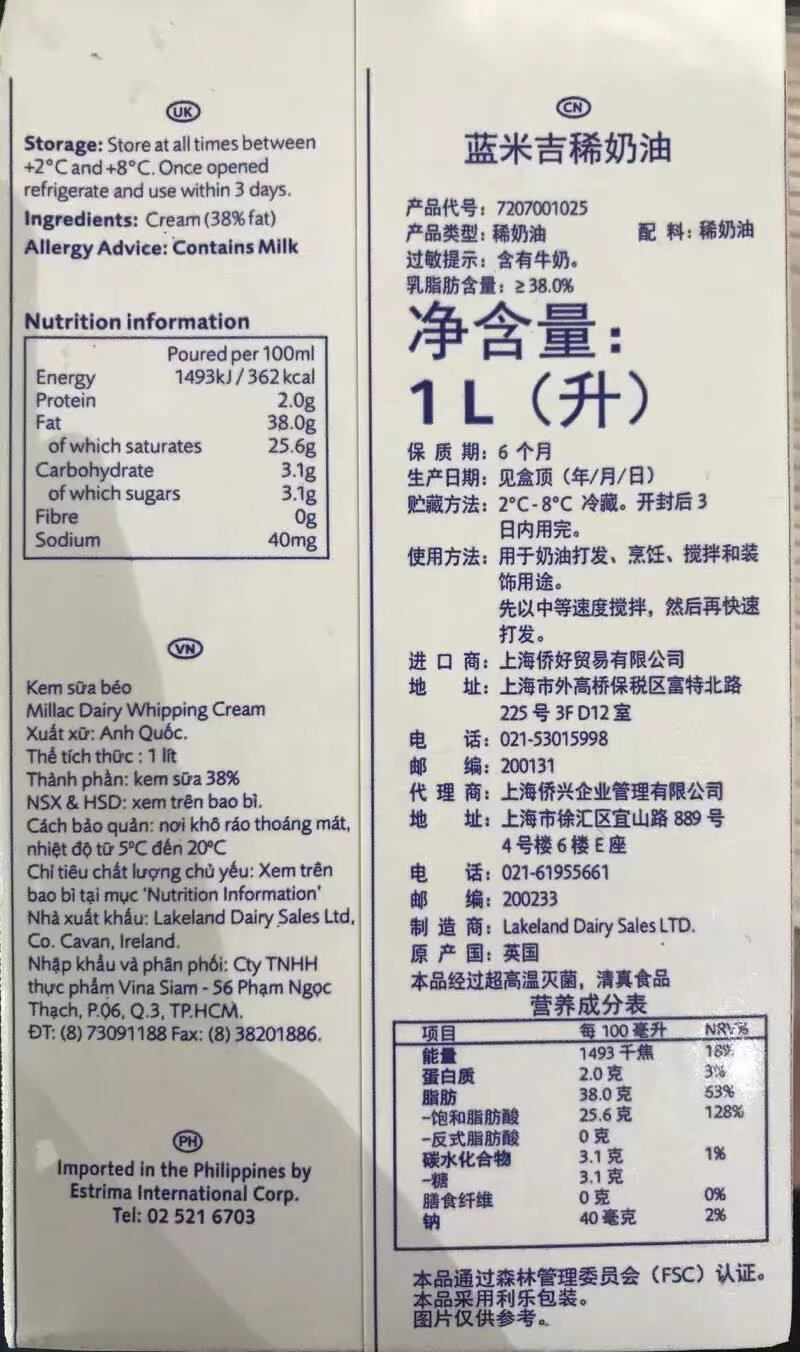 UK
Storage: Store at all times between
+2°C and +8°C. Once opened
refrigerate and use within 3 days.
Ingredients: Cream (38% fat)
Allergy Advice: Contains Milk
Nutrition information
Poured per 100ml
Energy 1493kJ / 362 kcal
Protein 2.0g
Fat 38.0g
of which saturates 25.6g
Carbohydrate 3.1g
of which sugars 3.1g
Fibre 0g
Sodium 40mg
VN
Kem sữa béo
Millac Dairy Whipping Cream
Xuất xứ: Anh Quốc.
Thể tích thức : 1 lít
Thành phần: kem sữa 38%
NSX & HSD: xem trên bao bì.
Cách bảo quản: nơi khô ráo thoáng mát,
nhiệt độ từ 5°C đến 20°C
Chỉ tiêu chất lượng chủ yếu: Xem trên
bao bì tại mục 'Nutrition Information'
Nhà xuất khẩu: Lakeland Dairy Sales Ltd,
Co. Cavan, Ireland.
Nhập khẩu và phân phối: Cty TNHH
thực phẩm Vina Siam - 56 Phạm Ngọc
Thạch, P.06, Q.3, TP.HCM.
ĐT: (8) 73091188 Fax: (8) 38201886.
PH
Imported in the Philippines by
Estrima International Corp.
Tel: 02 521 6703
CN
蓝米吉稀奶油
产品代号：7207001025
产品类型：稀奶油 配 料：稀奶油
过敏提示：含有牛奶。
乳脂肪含量：≥38.0%
净含量：
1 L（升）
保 质 期：6 个月
生产日期：见盒顶（年/月/日）
贮藏方法：2°C-8°C 冷藏。开封后 3
日内用完。
使用方法：用于奶油打发、烹饪、搅拌和装
饰用途。
先以中等速度搅拌，然后再快速
打发。
进 口 商：上海侨好贸易有限公司
地 址：上海市外高桥保税区富特北路
225 号 3F D12 室
电 话：021-53015998
邮 编：200131
代 理 商：上海侨兴企业管理有限公司
地 址：上海市徐汇区宜山路 889 号
4 号楼 6 楼 E 座
电 话：021-61955661
邮 编：200233
制 造 商：Lakeland Dairy Sales LTD.
原 产 国：英国
本品经过超高温灭菌，清真食品
营养成分表
项目 每 100 毫升 NRV%
能量 1493 千焦 18%
蛋白质 2.0 克 3%
脂肪 38.0 克 63%
-饱和脂肪酸 25.6 克 128%
-反式脂肪酸 0 克
碳水化合物 3.1 克 1%
-糖 3.1 克
膳食纤维 0 克 0%
钠 40 毫克 2%
本品通过森林管理委员会（FSC）认证。
本品采用利乐包装。
图片仅供参考。